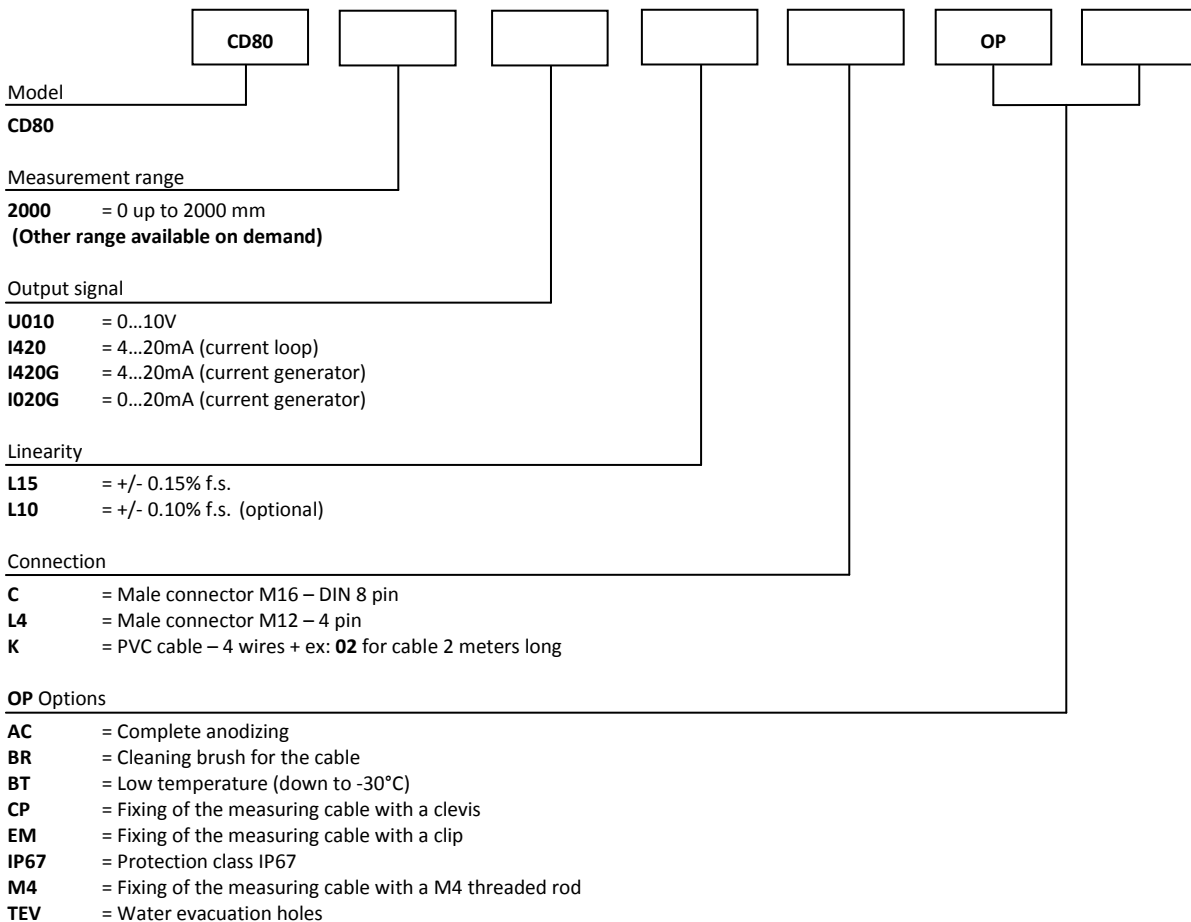 CD80 OP
Model
CD80
Measurement range
2000 = 0 up to 2000 mm
(Other range available on demand)
Output signal
U010 = 0...10V
I420 = 4...20mA (current loop)
I420G = 4...20mA (current generator)
I020G = 0...20mA (current generator)
Linearity
L15 = +/- 0.15% f.s.
L10 = +/- 0.10% f.s. (optional)
Connection
C = Male connector M16 – DIN 8 pin
L4 = Male connector M12 – 4 pin
K = PVC cable – 4 wires + ex: 02 for cable 2 meters long
OP Options
AC = Complete anodizing
BR = Cleaning brush for the cable
BT = Low temperature (down to -30°C)
CP = Fixing of the measuring cable with a clevis
EM = Fixing of the measuring cable with a clip
IP67 = Protection class IP67
M4 = Fixing of the measuring cable with a M4 threaded rod
TEV = Water evacuation holes